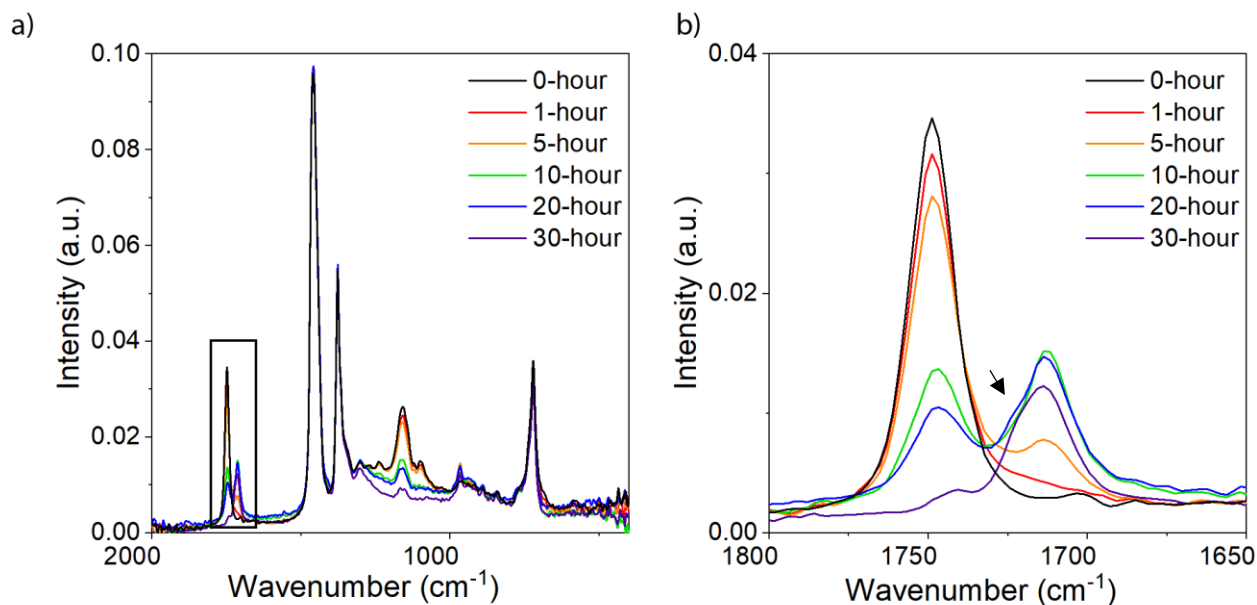 a)
0.10
0.08
0.06
0.04
0.02
0.00
Intensity (a.u.)
2000
1000
Wavenumber (cm⁻¹)
0-hour
1-hour
5-hour
10-hour
20-hour
30-hour
b)
0.04
0.02
0.00
Intensity (a.u.)
1800
1750
1700
1650
Wavenumber (cm⁻¹)
0-hour
1-hour
5-hour
10-hour
20-hour
30-hour